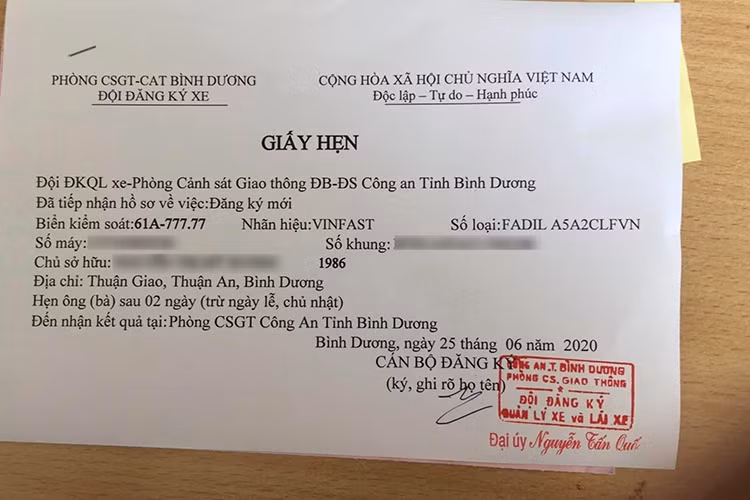 PHÒNG CSGT-CAT BÌNH DƯƠNG
ĐỘI ĐĂNG KÝ XE
CỘNG HÒA XÃ HỘI CHỦ NGHĨA VIỆT NAM
Độc lập – Tự do – Hạnh phúc
GIẤY HẸN
Đội ĐKQL xe-Phòng Cảnh sát Giao thông ĐB-ĐS Công an Tỉnh Bình Dương
Đã tiếp nhận hồ sơ về việc:Đăng ký mới
Biển kiểm soát:61A-777.77 Nhãn hiệu:VINFAST Số loại:FADIL A5A2CLFVN
Số máy: Số khung:
Chủ sở hữu: 1986
Địa chỉ: Thuận Giao, Thuận An, Bình Dương
Hẹn ông (bà) sau 02 ngày (trừ ngày lễ, chủ nhật)
Đến nhận kết quả tại:Phòng CSGT Công An Tỉnh Bình Dương
Bình Dương, ngày 25 tháng 06 năm 2020
CÁN BỘ ĐĂNG KÝ
(ký, ghi rõ họ tên)
CÔNG AN.T.BÌNH DƯƠNG
PHÒNG CS.GIAO THÔNG
ĐỘI ĐĂNG KÝ
QUẢN LÝ XE và LÁI XE
Đại úy Nguyễn Tấn Quí